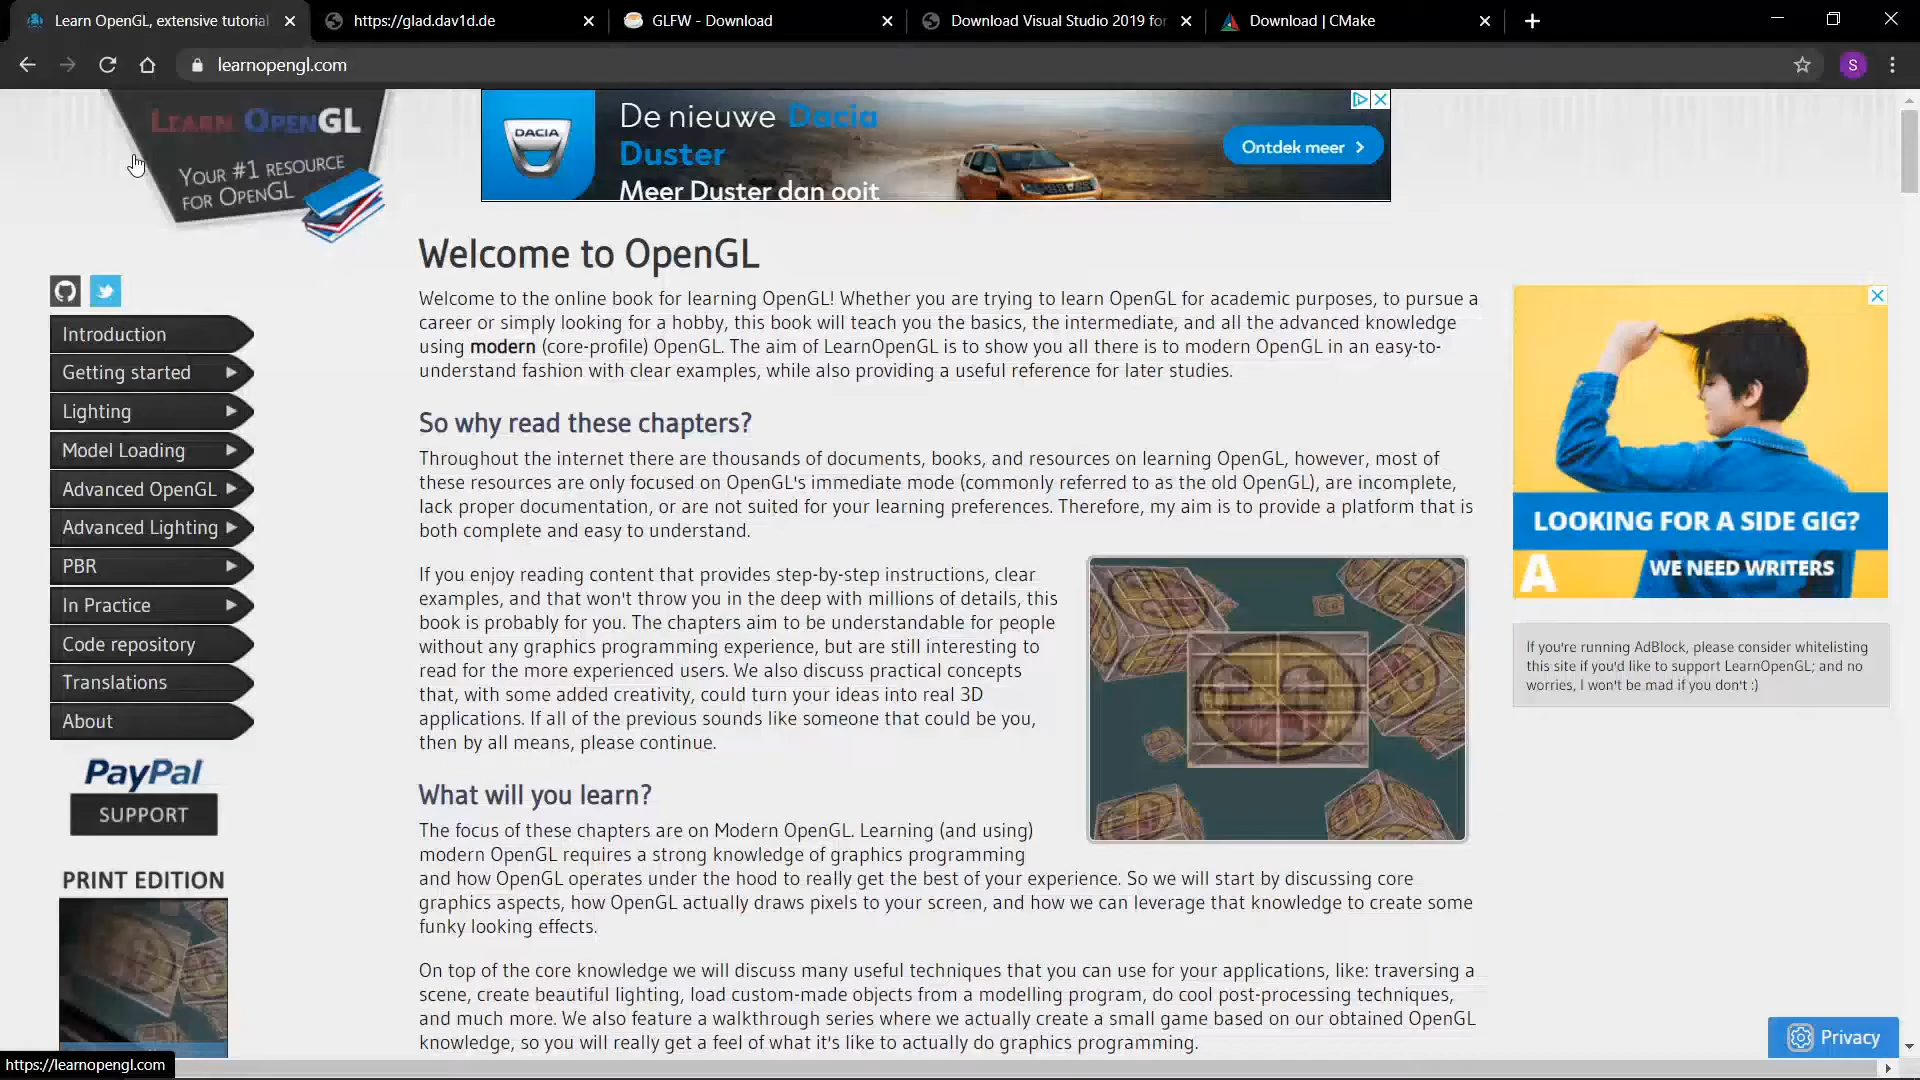 Learn OpenGL, extensive tutorial
https://glad.dav1d.de
GLFW - Download
Download Visual Studio 2019 for
Download | CMake
learnopengl.com
S
LEARN OPENGL
YOUR #1 RESOURCE
FOR OPENGL
DACIA
De nieuwe Dacia
Duster
Meer Duster dan ooit
Ontdek meer
Introduction
Getting started
Lighting
Model Loading
Advanced OpenGL
Advanced Lighting
PBR
In Practice
Code repository
Translations
About
PayPal
SUPPORT
PRINT EDITION
Welcome to OpenGL
Welcome to the online book for learning OpenGL! Whether you are trying to learn OpenGL for academic purposes, to pursue a
career or simply looking for a hobby, this book will teach you the basics, the intermediate, and all the advanced knowledge
using modern (core-profile) OpenGL. The aim of LearnOpenGL is to show you all there is to modern OpenGL in an easy-to-
understand fashion with clear examples, while also providing a useful reference for later studies.
So why read these chapters?
Throughout the internet there are thousands of documents, books, and resources on learning OpenGL, however, most of
these resources are only focused on OpenGL's immediate mode (commonly referred to as the old OpenGL), are incomplete,
lack proper documentation, or are not suited for your learning preferences. Therefore, my aim is to provide a platform that is
both complete and easy to understand.
If you enjoy reading content that provides step-by-step instructions, clear
examples, and that won't throw you in the deep with millions of details, this
book is probably for you. The chapters aim to be understandable for people
without any graphics programming experience, but are still interesting to
read for the more experienced users. We also discuss practical concepts
that, with some added creativity, could turn your ideas into real 3D
applications. If all of the previous sounds like someone that could be you,
then by all means, please continue.
What will you learn?
The focus of these chapters are on Modern OpenGL. Learning (and using)
modern OpenGL requires a strong knowledge of graphics programming
and how OpenGL operates under the hood to really get the best of your experience. So we will start by discussing core
graphics aspects, how OpenGL actually draws pixels to your screen, and how we can leverage that knowledge to create some
funky looking effects.
On top of the core knowledge we will discuss many useful techniques that you can use for your applications, like: traversing a
scene, create beautiful lighting, load custom-made objects from a modelling program, do cool post-processing techniques,
and much more. We also feature a walkthrough series where we actually create a small game based on our obtained OpenGL
knowledge, so you will really get a feel of what it's like to actually do graphics programming.
LOOKING FOR A SIDE GIG?
A
WE NEED WRITERS
If you're running AdBlock, please consider whitelisting
this site if you'd like to support LearnOpenGL; and no
worries, I won't be mad if you don't :)
Privacy
https://learnopengl.com